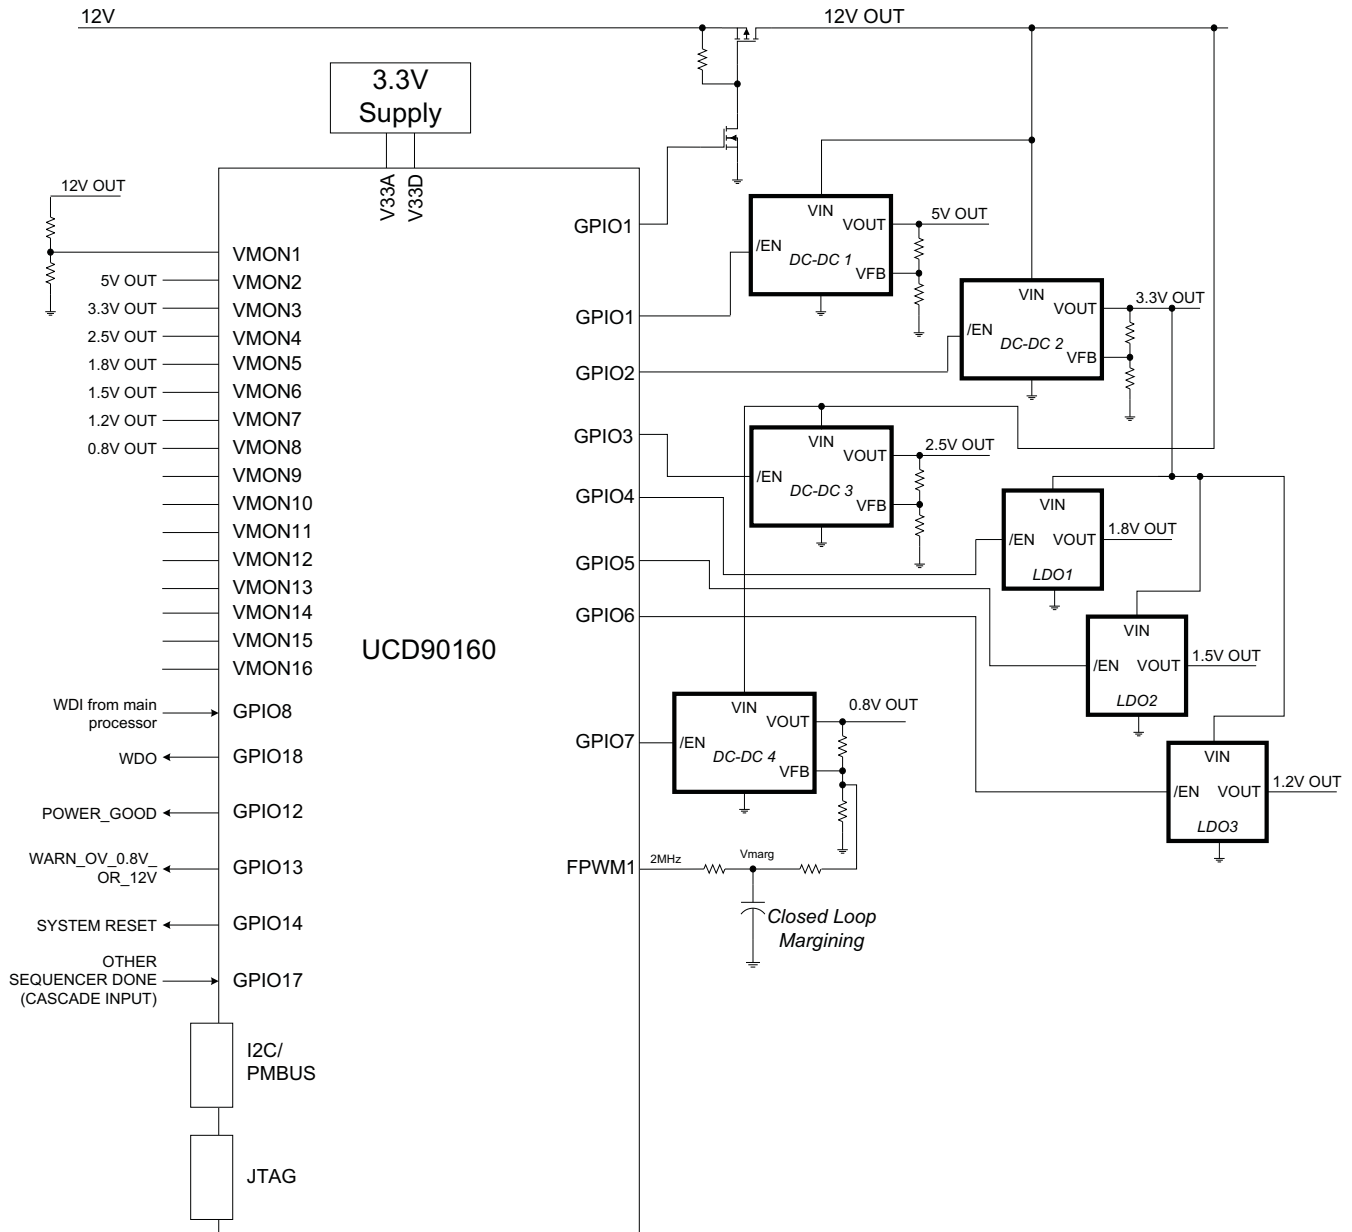 12V
12V OUT
3.3V
Supply
V33A
V33D
12V OUT
VMON1
5V OUT
VMON2
3.3V OUT
VMON3
2.5V OUT
VMON4
1.8V OUT
VMON5
1.5V OUT
VMON6
1.2V OUT
VMON7
0.8V OUT
VMON8
VMON9
VMON10
VMON11
VMON12
VMON13
VMON14
VMON15
VMON16
WDI from main
processor
GPIO8
WDO
GPIO18
POWER_GOOD
GPIO12
WARN_OV_0.8V_
OR_12V
GPIO13
SYSTEM RESET
GPIO14
OTHER
SEQUENCER DONE
(CASCADE INPUT)
GPIO17
I2C/
PMBUS
JTAG
UCD90160
GPIO1
GPIO1
GPIO2
GPIO3
GPIO4
GPIO5
GPIO6
GPIO7
FPWM1
VIN
VOUT
/EN
DC-DC 1
VFB
5V OUT
VIN
VOUT
/EN
DC-DC 2
VFB
3.3V OUT
VIN
VOUT
/EN
DC-DC 3
VFB
2.5V OUT
VIN
/EN
VOUT
LDO1
1.8V OUT
VIN
/EN
VOUT
LDO2
1.5V OUT
VIN
/EN
VOUT
LDO3
1.2V OUT
VIN
VOUT
/EN
DC-DC 4
VFB
0.8V OUT
2MHz
Vmarg
Closed Loop
Margining